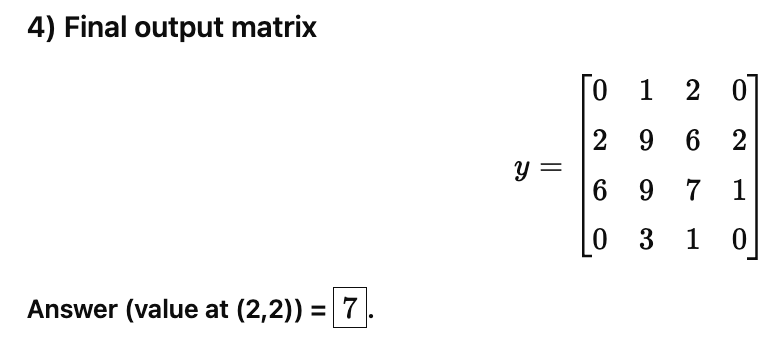 4) Final output matrix
0 1 2 0
2 9 6 2
y =
6 9 7 1
0 3 1 0
Answer (value at (2,2)) = 7.